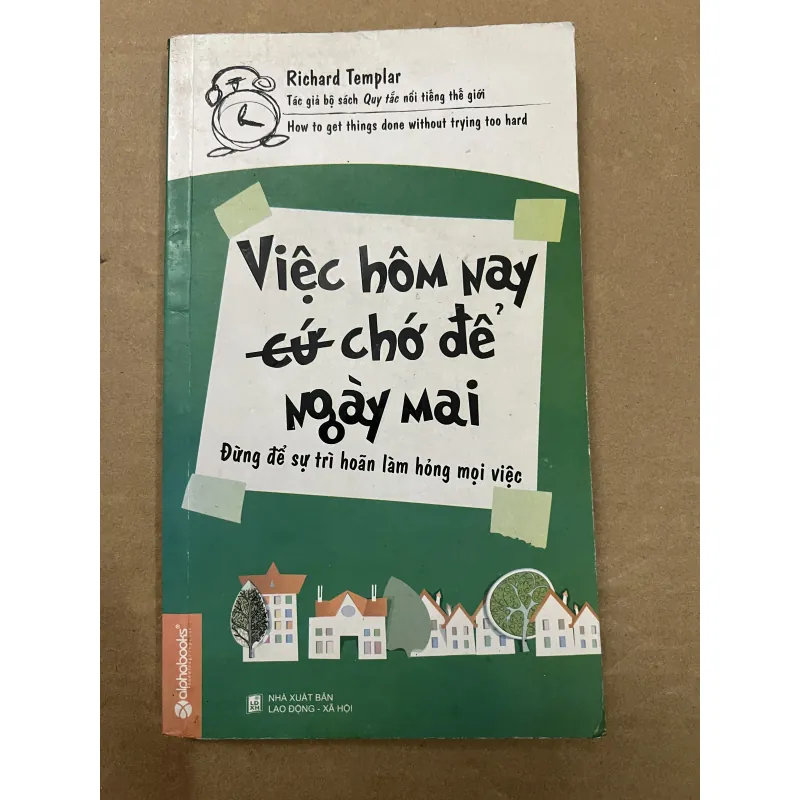 Richard Templar
Tác giả bộ sách Quy tắc nổi tiếng thế giới
How to get things done without trying too hard
Việc hôm nay
cứ chớ để
ngày mai
Đừng để sự trì hoãn làm hỏng mọi việc
alphabooks®
LĐ
XH
NHÀ XUẤT BẢN
LAO ĐỘNG - XÃ HỘI